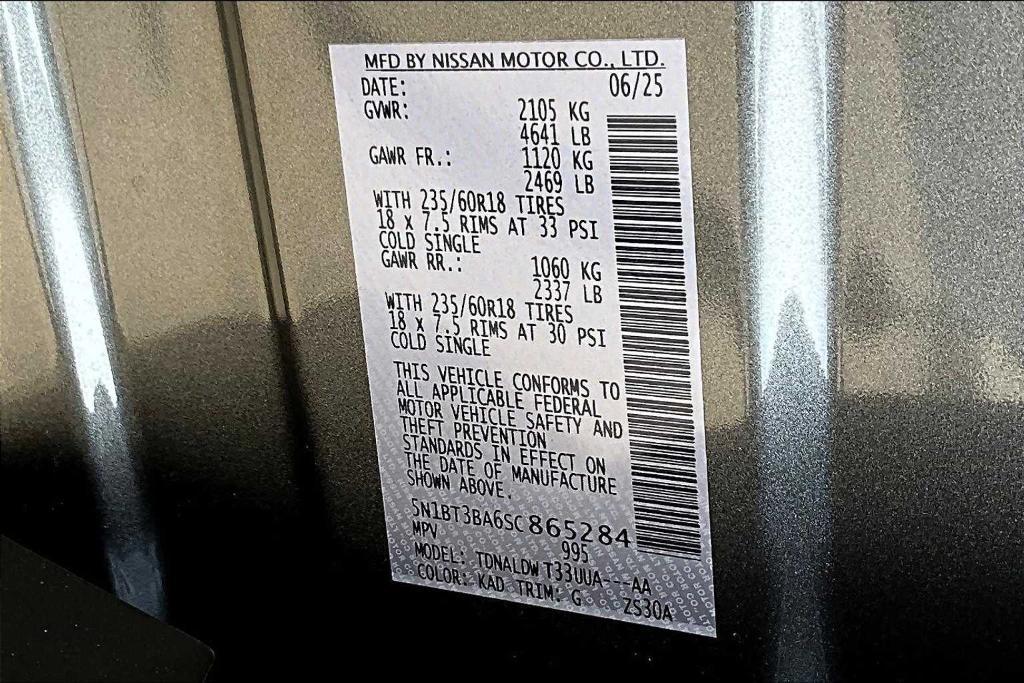 MFD BY NISSAN MOTOR CO., LTD.
DATE: 06/25
GVWR: 2105 KG
4641 LB
GAWR FR.: 1120 KG
2469 LB
WITH 235/60R18 TIRES
18 X 7.5 RIMS AT 33 PSI
COLD SINGLE
GAWR RR.: 1060 KG
2337 LB
WITH 235/60R18 TIRES
18 X 7.5 RIMS AT 30 PSI
COLD SINGLE
THIS VEHICLE CONFORMS TO
ALL APPLICABLE FEDERAL
MOTOR VEHICLE SAFETY AND
THEFT PREVENTION
STANDARDS IN EFFECT ON
THE DATE OF MANUFACTURE
SHOWN ABOVE.
5N1BT3BA6SC865284
MPV 995
MODEL: TDNALDW T33UUA---AA
COLOR: KAD TRIM: G ZS30A